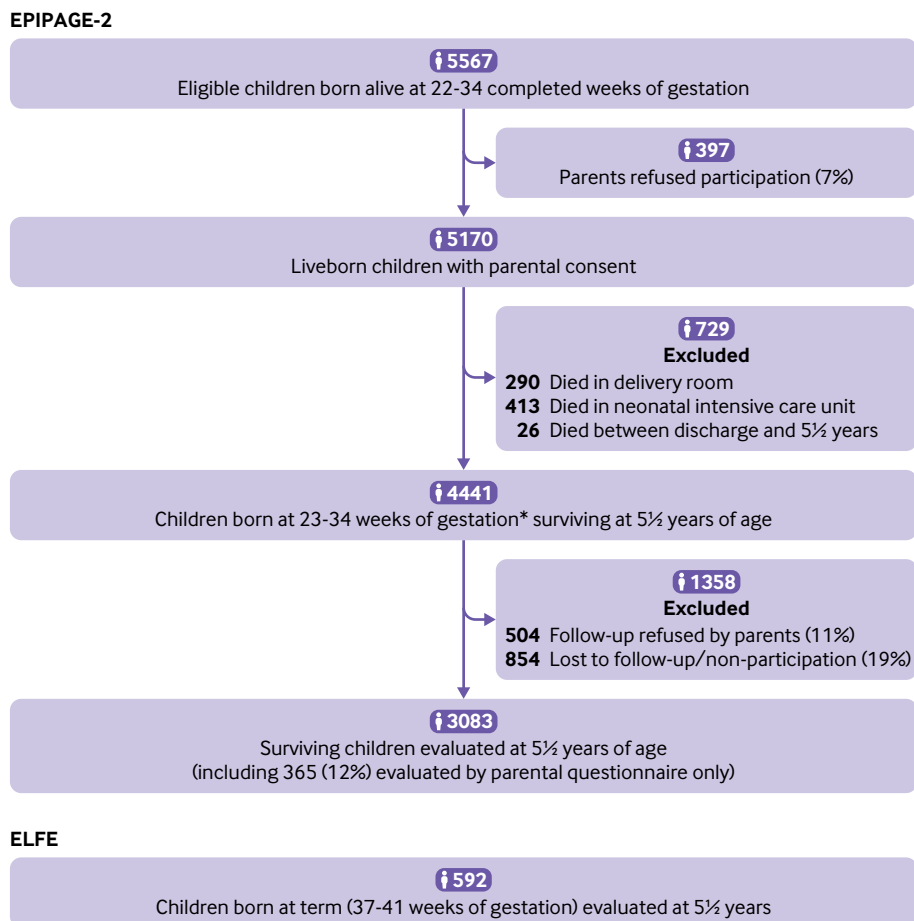 EPIPAGE-2
5567
Eligible children born alive at 22-34 completed weeks of gestation
397
Parents refused participation (7%)
5170
Liveborn children with parental consent
729
Excluded
290 Died in delivery room
413 Died in neonatal intensive care unit
26 Died between discharge and 5½ years
4441
Children born at 23-34 weeks of gestation* surviving at 5½ years of age
1358
Excluded
504 Follow-up refused by parents (11%)
854 Lost to follow-up/non-participation (19%)
3083
Surviving children evaluated at 5½ years of age
(including 365 (12%) evaluated by parental questionnaire only)
ELFE
592
Children born at term (37-41 weeks of gestation) evaluated at 5½ years